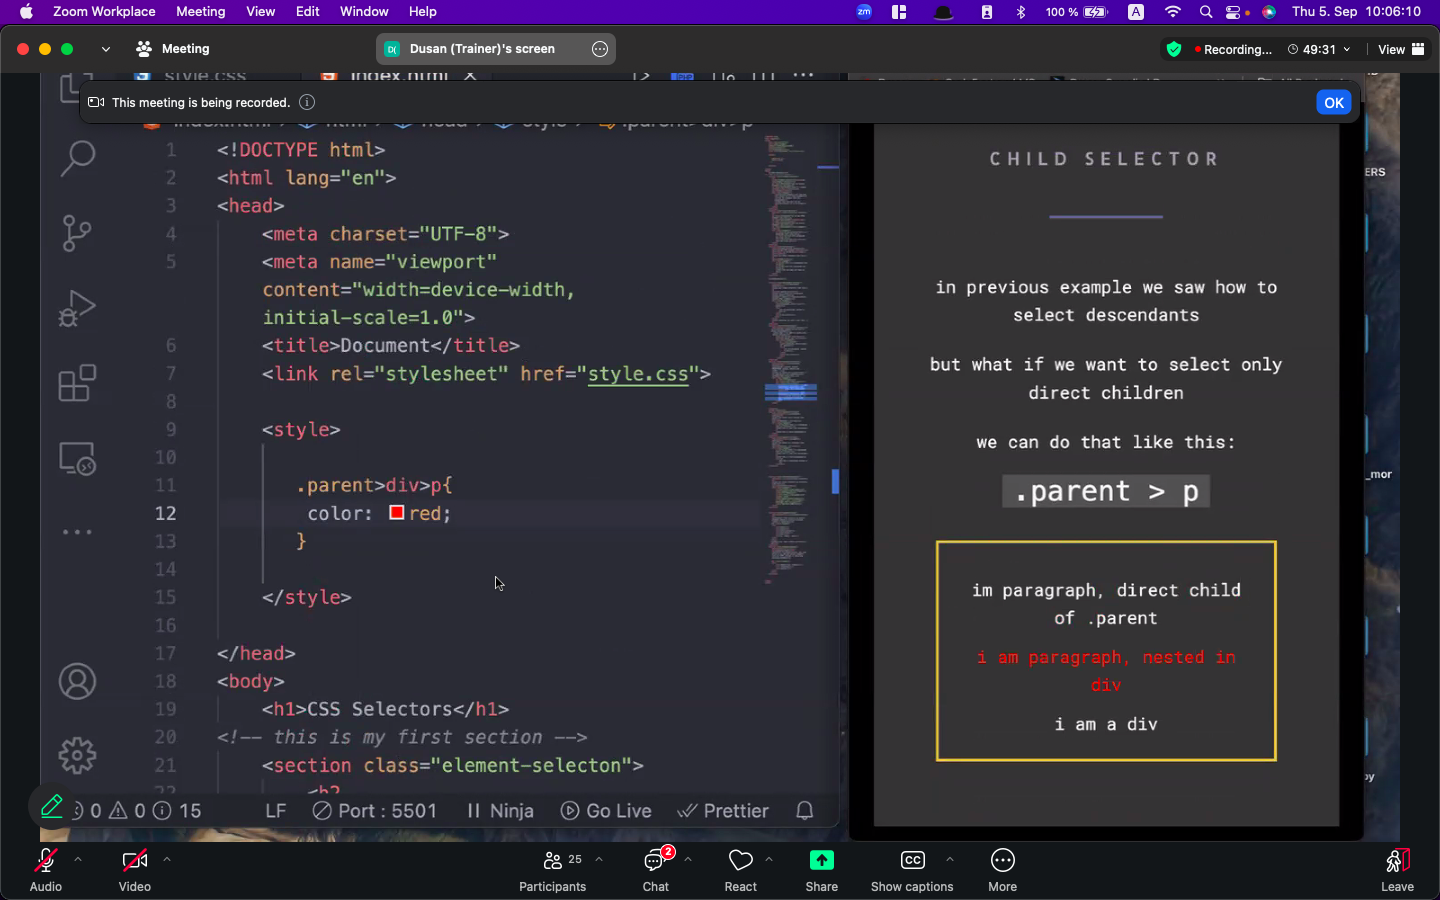 Zoom Workplace Meeting View Edit Window Help
zm 100 % A Thu 5. Sep 10:06:10
Meeting
D( Dusan (Trainer)'s screen
Recording... 49:31 View
style.css index.html
This meeting is being recorded. OK
index.html > html > head > style > .parent>div>p
1 <!DOCTYPE html>
2 <html lang="en">
3 <head>
4 <meta charset="UTF-8">
5 <meta name="viewport"
content="width=device-width,
initial-scale=1.0">
6 <title>Document</title>
7 <link rel="stylesheet" href="style.css">
8
9 <style>
10
11 .parent>div>p{
12 color: red;
13 }
14
15 </style>
16
17 </head>
18 <body>
19 <h1>CSS Selectors</h1>
20 <!-- this is my first section -->
21 <section class="element-selecton">
22 <h2
0 0 15 LF Port : 5501 Ninja Go Live Prettier
CHILD SELECTOR
in previous example we saw how to
select descendants
but what if we want to select only
direct children
we can do that like this:
.parent > p
im paragraph, direct child
of .parent
i am paragraph, nested in
div
i am a div
ERS
_mor
Audio Video Participants 25 Chat 2 React Share CC Show captions More Leave